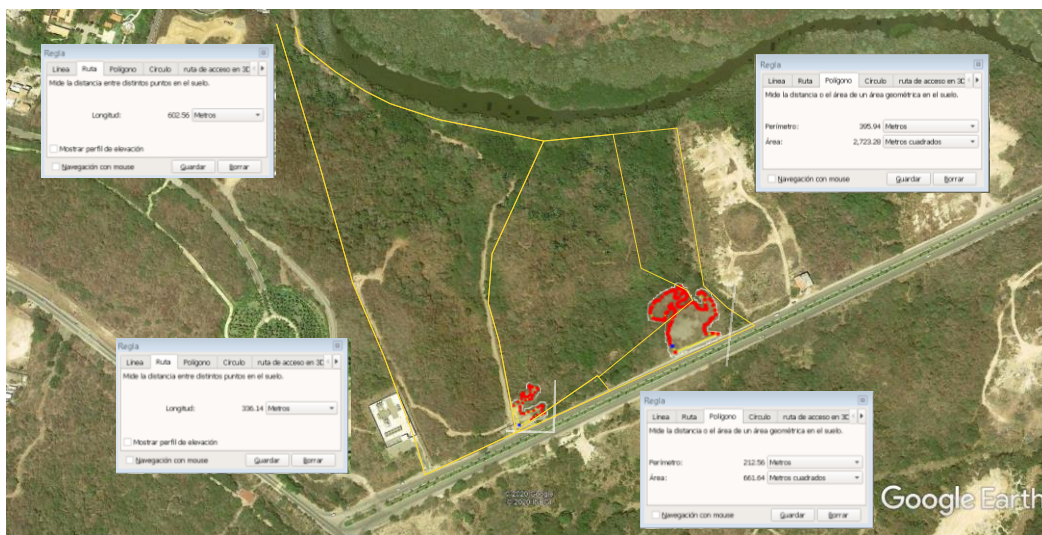 Regla
Línea Ruta Polígono Círculo ruta de acceso en 3D
Mide la distancia entre distintos puntos en el suelo.
Longitud: 602.56 Metros
Mostrar perfil de elevación
Navegación con mouse Guardar Borrar
Regla
Línea Ruta Polígono Círculo ruta de acceso en 3D
Mide la distancia o el área de un área geométrica en el suelo.
Perímetro: 395.94 Metros
Área: 2,723.28 Metros cuadrados
Navegación con mouse Guardar Borrar
Regla
Línea Ruta Polígono Círculo ruta de acceso en 3D
Mide la distancia entre distintos puntos en el suelo.
Longitud: 336.14 Metros
Mostrar perfil de elevación
Navegación con mouse Guardar Borrar
Regla
Línea Ruta Polígono Círculo ruta de acceso en 3D
Mide la distancia o el área de un área geométrica en el suelo.
Perímetro: 212.56 Metros
Área: 661.64 Metros cuadrados
Navegación con mouse Guardar Borrar
© 2020 Google
Google Earth